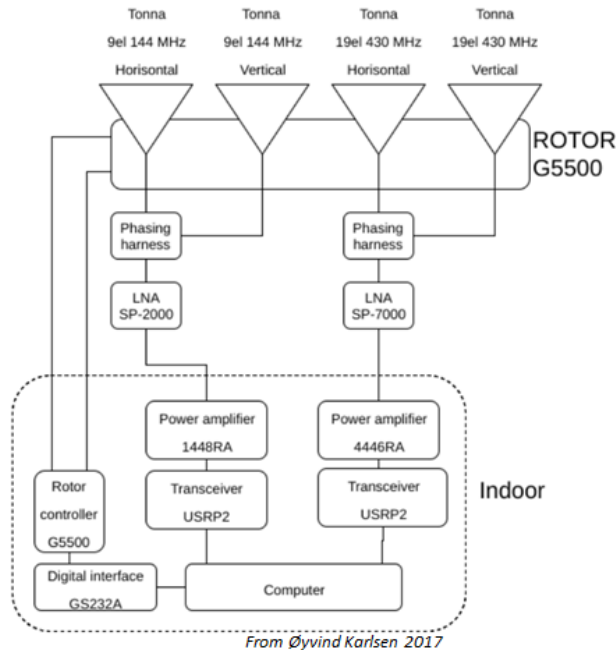 Tonna
9el 144 MHz
Horisontal
Tonna
9el 144 MHz
Vertical
Tonna
19el 430 MHz
Horisontal
Tonna
19el 430 MHz
Vertical
ROTOR
G5500
Phasing
harness
Phasing
harness
LNA
SP-2000
LNA
SP-7000
Power amplifier
1448RA
Power amplifier
4446RA
Rotor
controller
G5500
Transceiver
USRP2
Transceiver
USRP2
Indoor
Digital interface
GS232A
Computer
From Øyvind Karlsen 2017